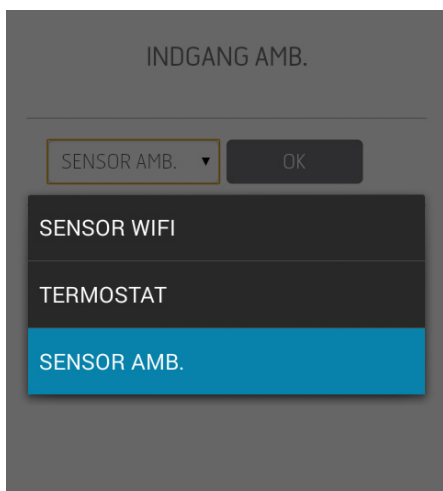 INDGANG AMB.
SENSOR AMB. OK
SENSOR WIFI
TERMOSTAT
SENSOR AMB.